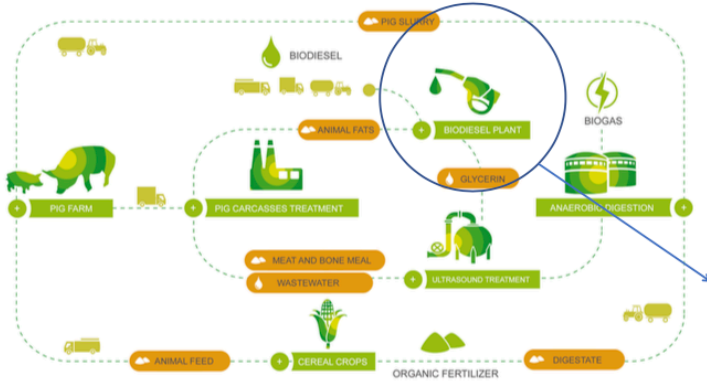 PIG SLURRY
BIODIESEL
ANIMAL FATS
BIODIESEL PLANT
BIOGAS
GLYCERIN
PIG FARM
PIG CARCASSES TREATMENT
ANAEROBIC DIGESTION
MEAT AND BONE MEAL
WASTEWATER
ULTRASOUND TREATMENT
ANIMAL FEED
CEREAL CROPS
ORGANIC FERTILIZER
DIGESTATE